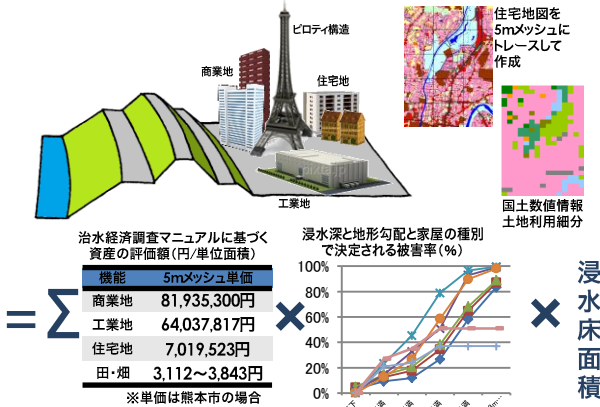 ピロティ構造
商業地
住宅地
工業地
住宅地図を
5mメッシュに
トレースして
作成
国土数値情報
土地利用細分
治水経済調査マニュアルに基づく
資産の評価額(円/単位面積)
機能 5mメッシュ単価
商業地 81,935,300円
工業地 64,037,817円
住宅地 7,019,523円
田・畑 3,112～3,843円
※単価は熊本市の場合
浸水深と地形勾配と家屋の種別
で決定される被害率(%)
100%
80%
60%
40%
20%
0%
=Σ
×
×
浸水床面積